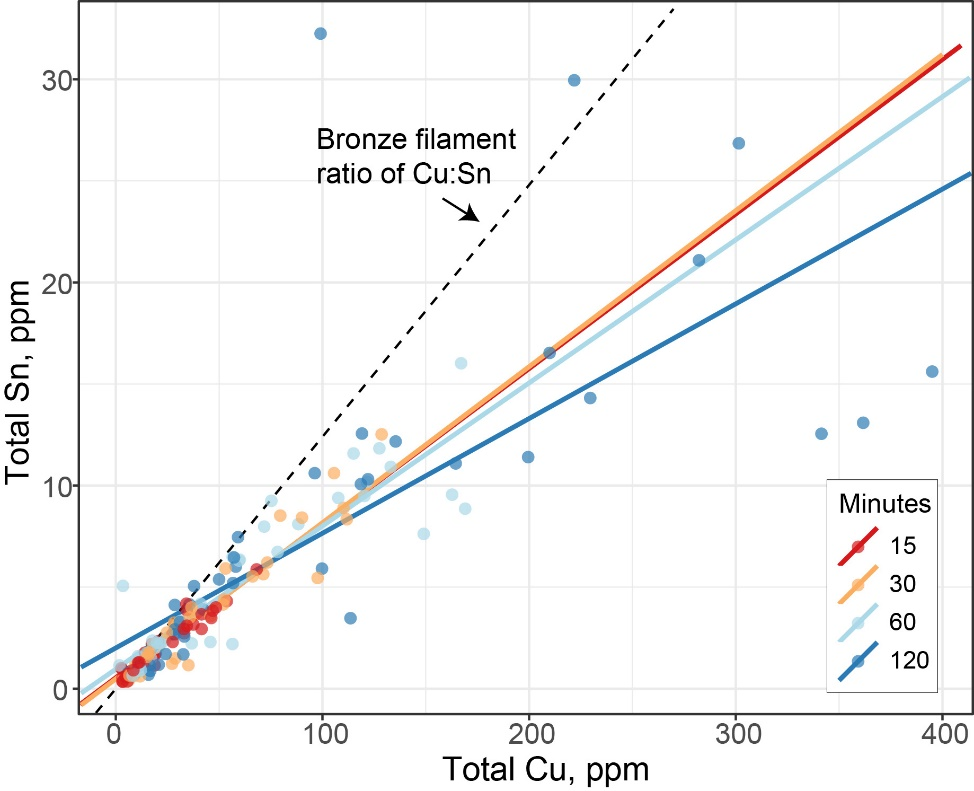 Bronze filament
ratio of Cu:Sn
Total Sn, ppm
30
20
10
0
Minutes
15
30
60
120
0
100
200
300
400
Total Cu, ppm